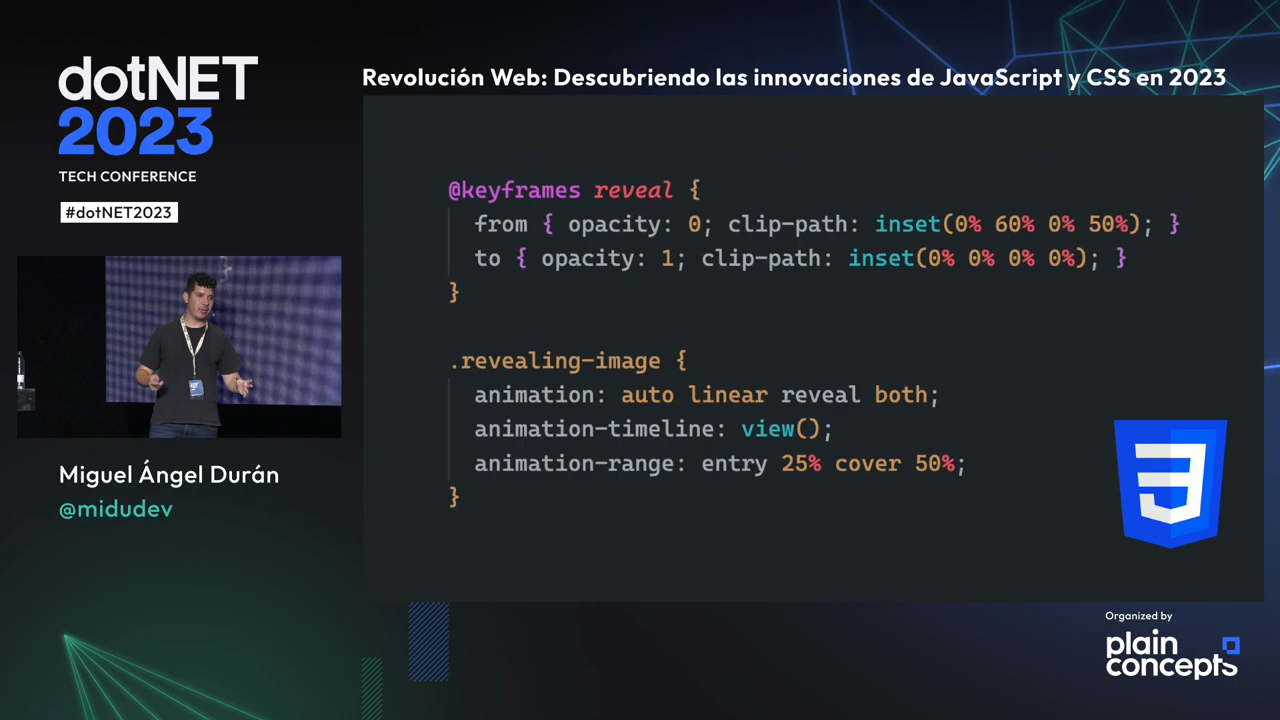 dotNET
2023
TECH CONFERENCE
#dotNET2023
Revolución Web: Descubriendo las innovaciones de JavaScript y CSS en 2023
@keyframes reveal {
from { opacity: 0; clip-path: inset(0% 60% 0% 50%); }
to { opacity: 1; clip-path: inset(0% 0% 0% 0%); }
}
.revealing-image {
animation: auto linear reveal both;
animation-timeline: view();
animation-range: entry 25% cover 50%;
}
Miguel Ángel Durán
@midudev
Organized by
plain
concepts